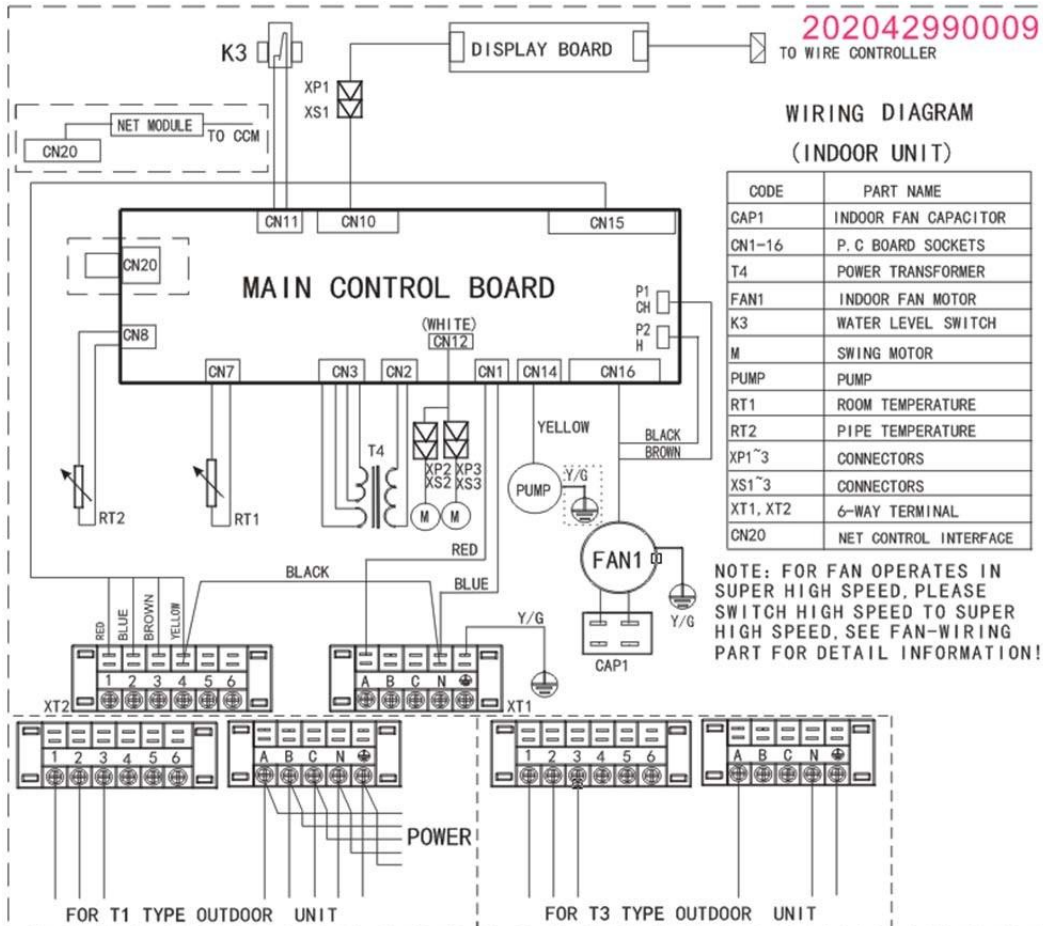 202042990009
K3
DISPLAY BOARD
TO WIRE CONTROLLER
XP1
XS1
NET MODULE
TO CCM
CN20
WIRING DIAGRAM
(INDOOR UNIT)
CODE PART NAME
CAP1 INDOOR FAN CAPACITOR
CN1-16 P.C BOARD SOCKETS
T4 POWER TRANSFORMER
FAN1 INDOOR FAN MOTOR
K3 WATER LEVEL SWITCH
M SWING MOTOR
PUMP PUMP
RT1 ROOM TEMPERATURE
RT2 PIPE TEMPERATURE
XP1~3 CONNECTORS
XS1~3 CONNECTORS
XT1, XT2 6-WAY TERMINAL
CN20 NET CONTROL INTERFACE
NOTE: FOR FAN OPERATES IN
SUPER HIGH SPEED, PLEASE
SWITCH HIGH SPEED TO SUPER
HIGH SPEED, SEE FAN-WIRING
PART FOR DETAIL INFORMATION!
CN11 CN10 CN15
CN20
MAIN CONTROL BOARD
P1
CH
P2
H
CN8
(WHITE)
CN12
CN7 CN3 CN2 CN1 CN14 CN16
YELLOW
BLACK
BROWN
T4
XP2 XP3
XS2 XS3
PUMP
Y/G
RT2
RT1
M M
RED
FAN1
BLACK
BLUE
Y/G
Y/G
CAP1
RED
BLUE
BROWN
YELLOW
1 2 3 4 5 6
XT2
A B C N
XT1
1 2 3 4 5 6
A B C N
POWER
FOR T1 TYPE OUTDOOR UNIT
1 2 3 4 5 6
A B C N
FOR T3 TYPE OUTDOOR UNIT